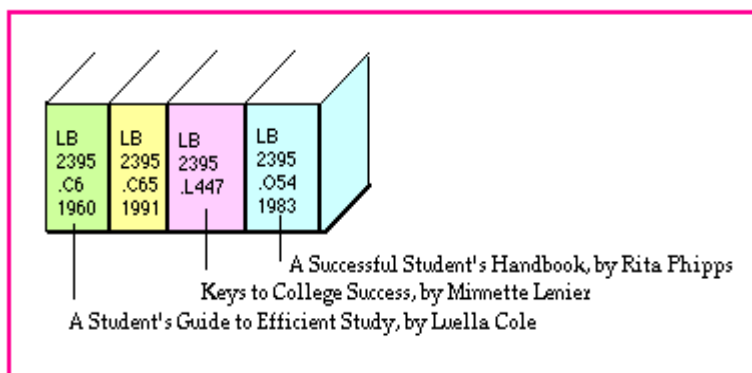 LB
2395
.C6
1960
LB
2395
.C65
1991
LB
2395
.L447
LB
2395
.O54
1983
A Successful Student's Handbook, by Rita Phipps
Keys to College Success, by Minnette Lenier
A Student's Guide to Efficient Study, by Luella Cole